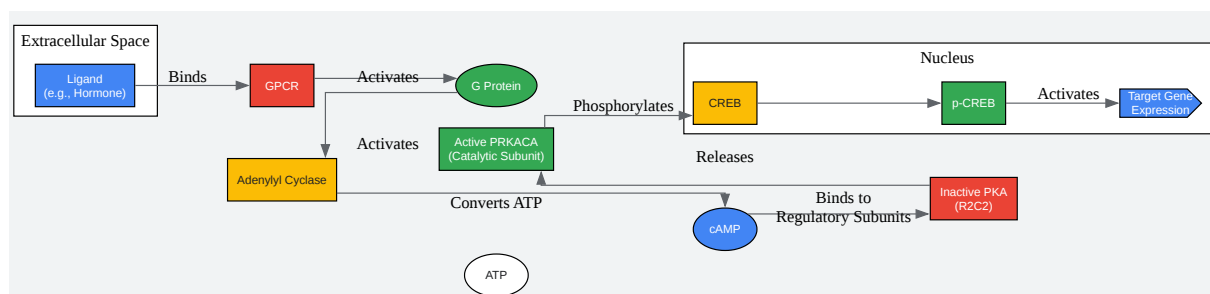 Extracellular Space
Ligand
(e.g., Hormone)
Binds
GPCR
Activates
G Protein
Activates
Adenylyl Cyclase
Converts ATP
ATP
cAMP
Binds to
Regulatory Subunits
Inactive PKA
(R2C2)
Releases
Active PRKACA
(Catalytic Subunit)
Phosphorylates
Nucleus
CREB
p-CREB
Activates
Target Gene
Expression